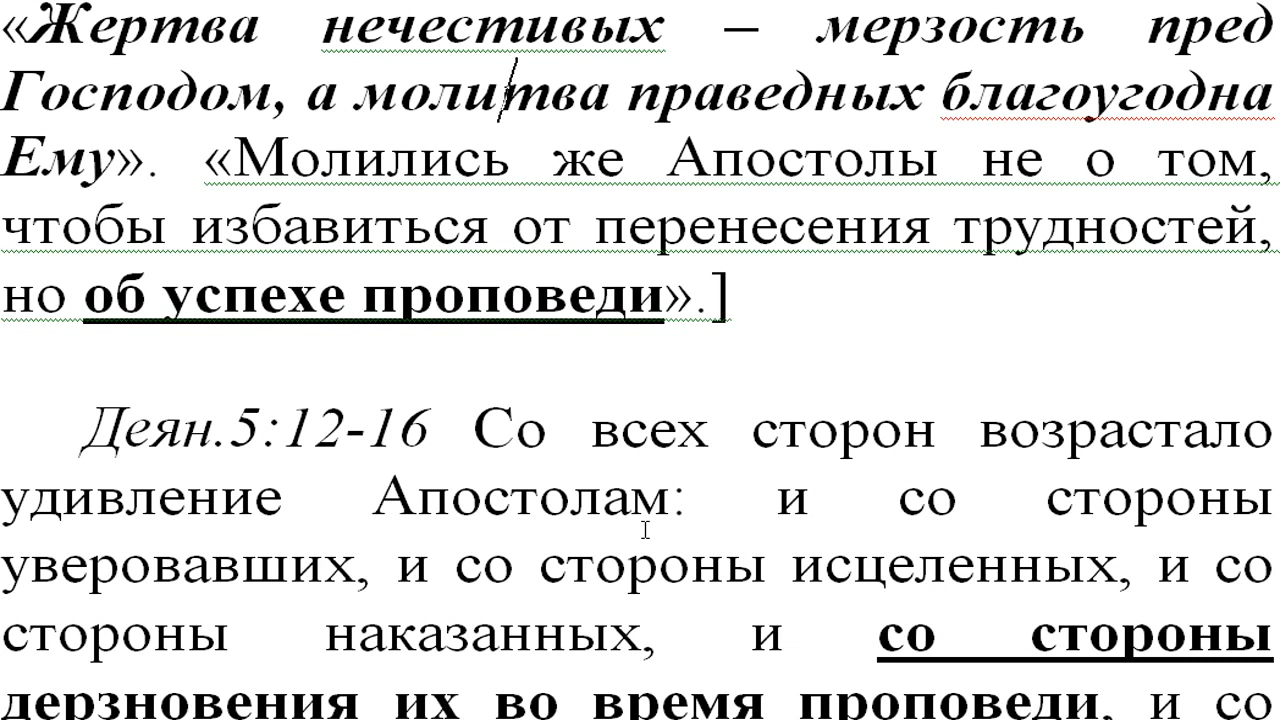 «Жертва нечестивых – мерзость пред
Господом, а молитва праведных благоугодна
Ему». «Молились же Апостолы не о том,
чтобы избавиться от перенесения трудностей,
но об успехе проповеди».]
Деян.5:12-16 Со всех сторон возрастало
удивление Апостолам: и со стороны
уверовавших, и со стороны исцеленных, и со
стороны наказанных, и со стороны
дерзновения их во время проповеди, и со